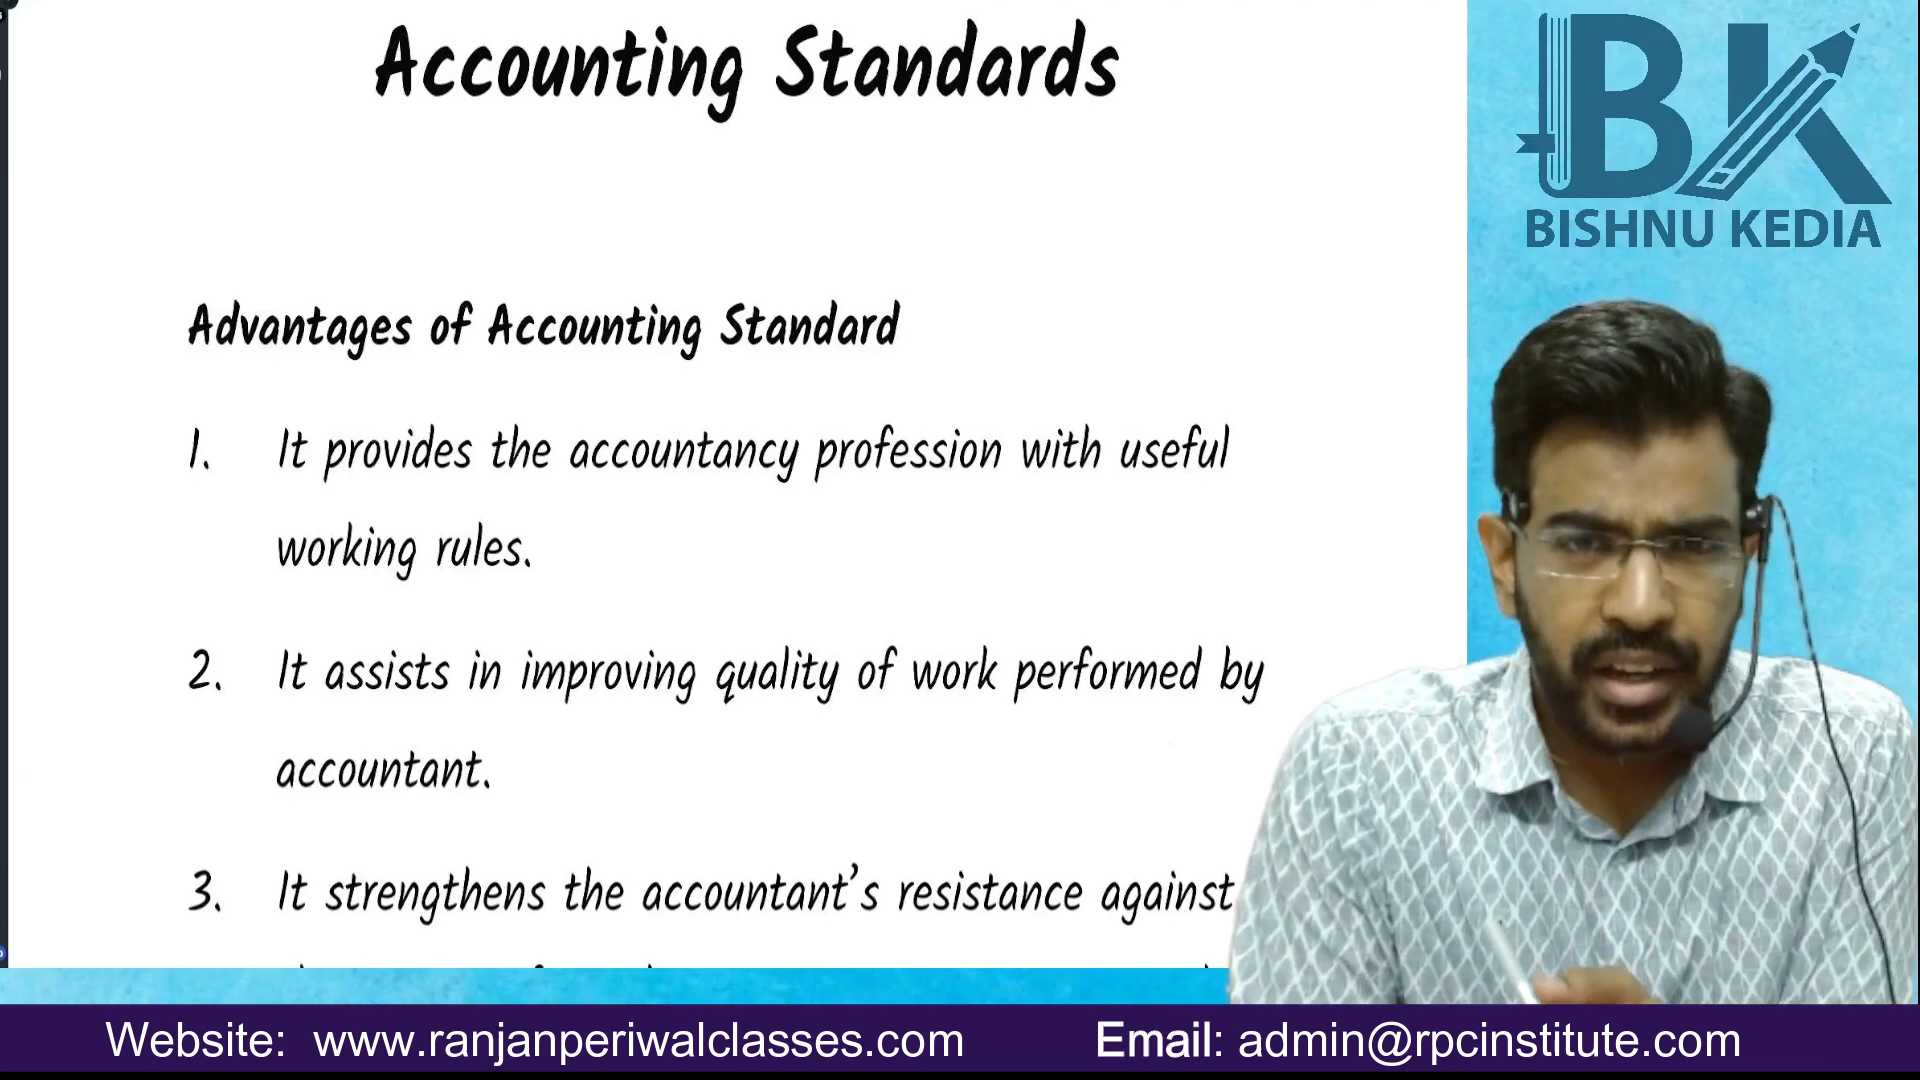 Accounting Standards
BK
BISHNU KEDIA
Advantages of Accounting Standard
1. It provides the accountancy profession with useful
working rules.
2. It assists in improving quality of work performed by
accountant.
3. It strengthens the accountant's resistance against
Website: www.ranjanperiwalclasses.com Email: admin@rpcinstitute.com